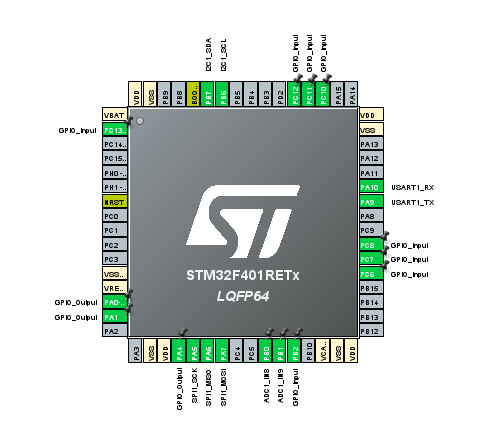 I2C1_SDA
I2C1_SCL
GPIO_Input
GPIO_Input
GPIO_Input
VDD
VSS
PB9
PB8
BOO..
PB7
PB6
PB5
PB4
PB3
PD2
PC12
PC11
PC10
PA15
PA14
VBAT
VDD
GPIO_Input
PC13..
VSS
PC14..
PA13
PC15..
PA12
PH0-..
PA11
PH1-..
PA10
USART1_RX
NRST
PA9
USART1_TX
PC0
PA8
PC1
PC9
PC2
PC8
GPIO_Input
PC3
PC7
GPIO_Input
VSS..
PC6
GPIO_Input
VRE..
PB15
GPIO_Output
PA0-..
PB14
GPIO_Output
PA1
PB13
PA2
PB12
ST
STM32F401RETx
LQFP64
PA3
VSS
VDD
PA4
PA5
PA6
PA7
PC4
PC5
PB0
PB1
PB2
PB10
VCA..
VSS
VDD
GPIO_Output
SPI1_SCK
SPI1_MISO
SPI1_MOSI
ADC1_IN8
ADC1_IN9
GPIO_Input